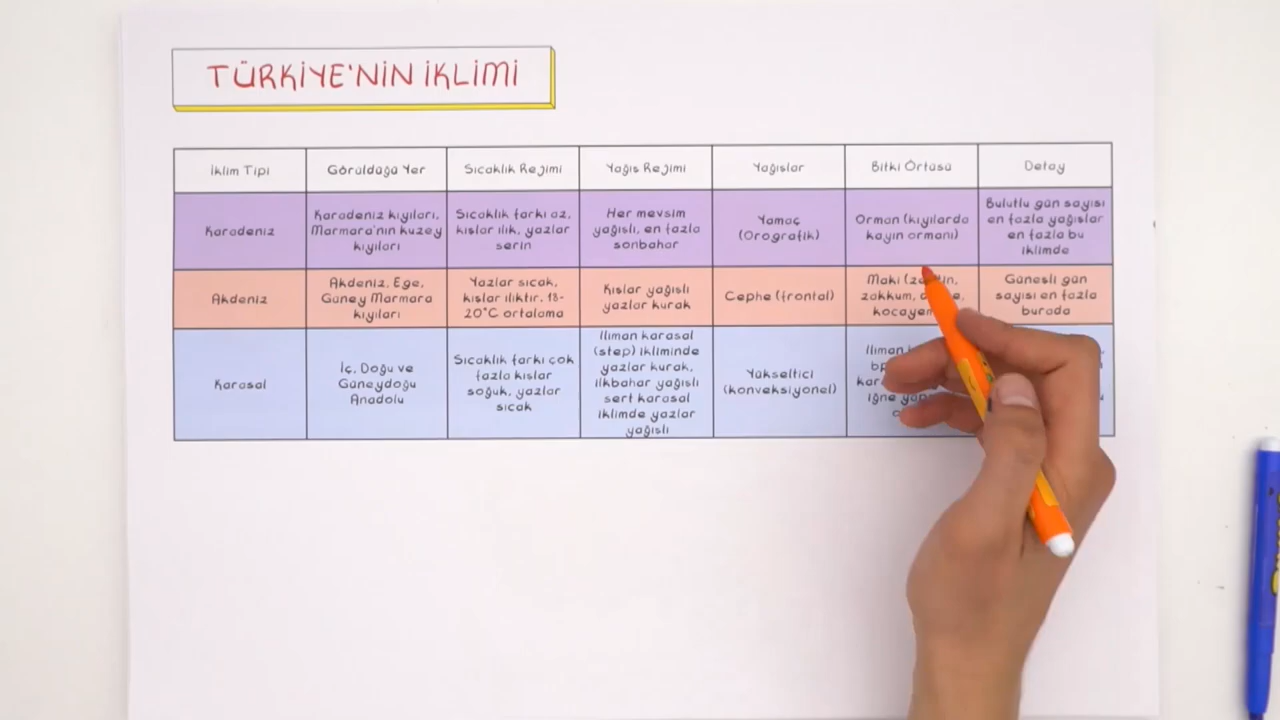 TÜRKİYE'NİN İKLİMİ
İklim Tipi
Görüldüğü Yer
Sıcaklık Rejimi
Yağış Rejimi
Yağışlar
Bitki Örtüsü
Detay
Karadeniz
Karadeniz kıyıları,
Marmara'nın kuzey
kıyıları
Sıcaklık farkı az,
kışlar ılık, yazlar
serin
Her mevsim
yağışlı, en fazla
sonbahar
Yamaç
(Orografik)
Orman (kıyılarda
kayın ormanı)
Bulutlu gün sayısı
en fazla yağışlar
en fazla bu
iklimde
Akdeniz
Akdeniz, Ege,
Güney Marmara
kıyıları
Yazlar sıcak,
kışlar ılıktır. 18-
20°C ortalama
Kışlar yağışlı
yazlar kurak
Cephe (frontal)
Maki
zakkum,
Güneşli gün
sayısı en fazla
burada
Karasal
İç, Doğu ve
Güneydoğu
Anadolu
Sıcaklık farkı çok
fazla kışlar
soğuk, yazlar
sıcak
Ilıman karasal
(step) ikliminde
yazlar kurak,
ilkbahar yağışlı
sert karasal
iklimde yazlar
yağışlı
Yükseltici
(konveksiyonel)
iğne